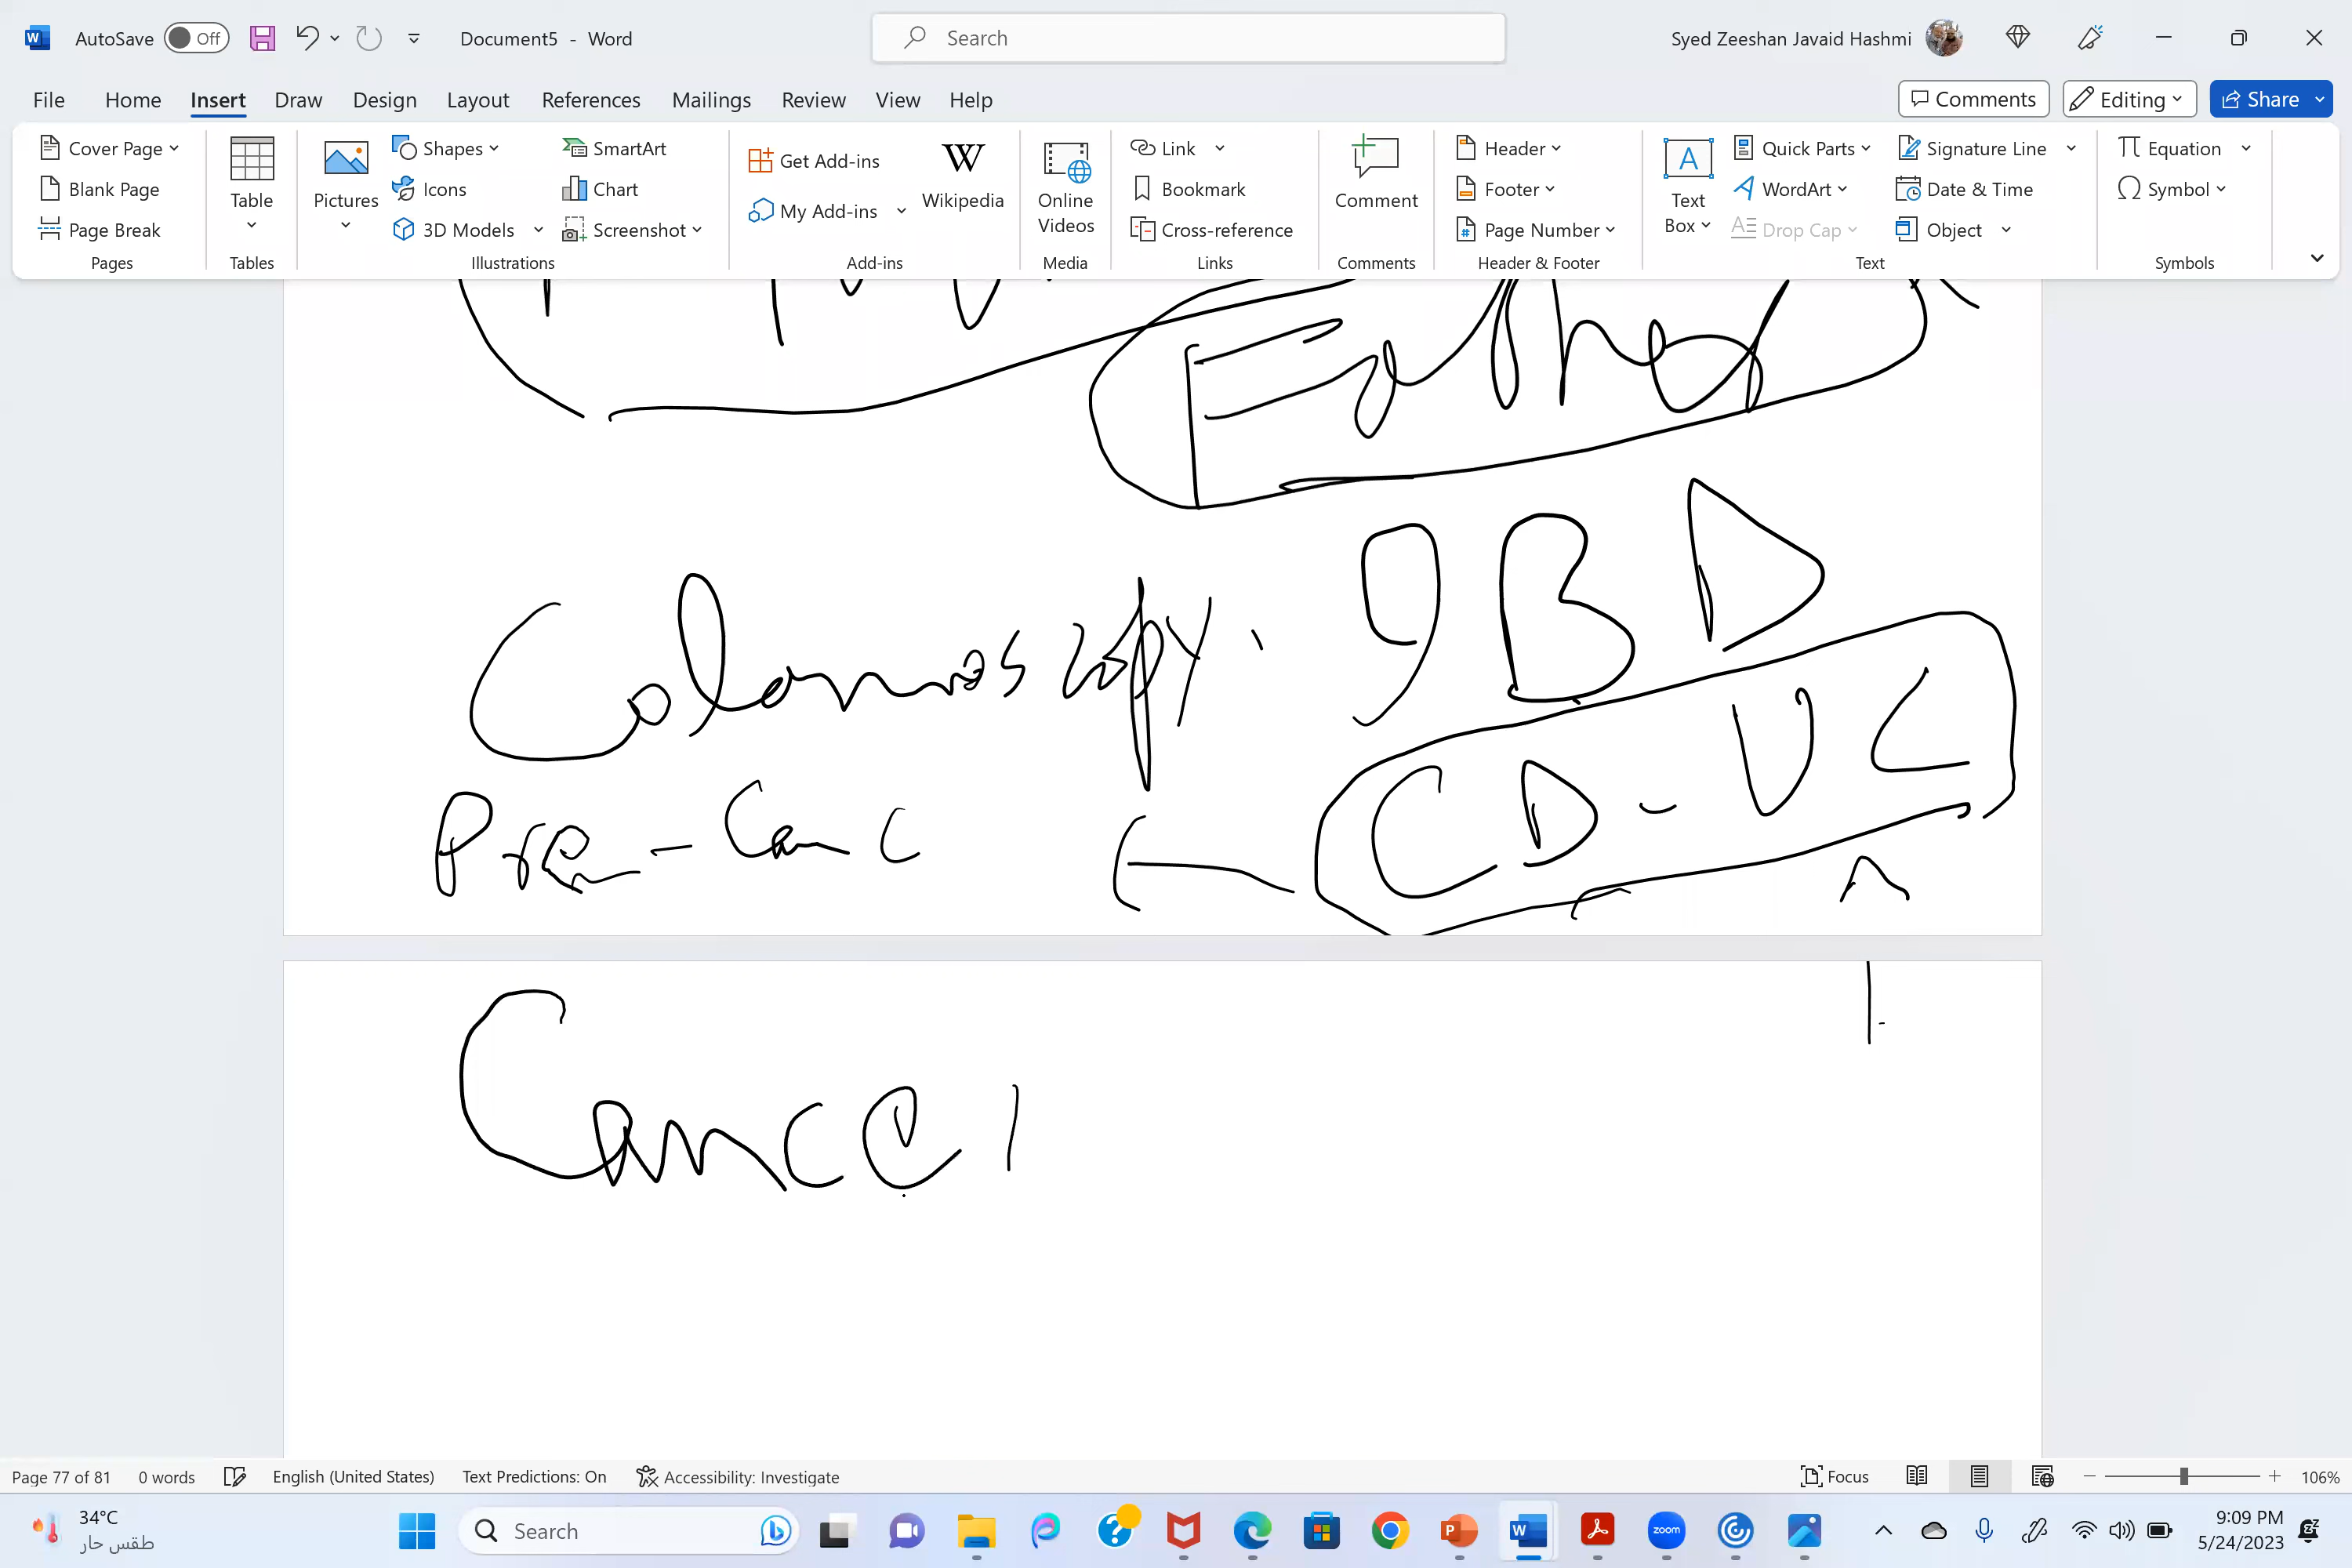 AutoSave Off Document5 - Word Search Syed Zeeshan Javaid Hashmi
File Home Insert Draw Design Layout References Mailings Review View Help Comments Editing Share
Cover Page
Blank Page
Page Break
Pages
Table
Tables
Pictures
Shapes
Icons
3D Models
SmartArt
Chart
Screenshot
Illustrations
Get Add-ins
My Add-ins
Wikipedia
Add-ins
Online
Videos
Media
Link
Bookmark
Cross-reference
Links
Comment
Comments
Header
Footer
Page Number
Header & Footer
Text
Box
Quick Parts
WordArt
Drop Cap
Signature Line
Date & Time
Object
Text
Equation
Symbol
Symbols
Father
9BD
CD-UC
Pre-Canc
Cancer
Page 77 of 81 0 words English (United States) Text Predictions: On Accessibility: Investigate Focus 106%
34°C
طقس حار
Search
zoom
9:09 PM
5/24/2023